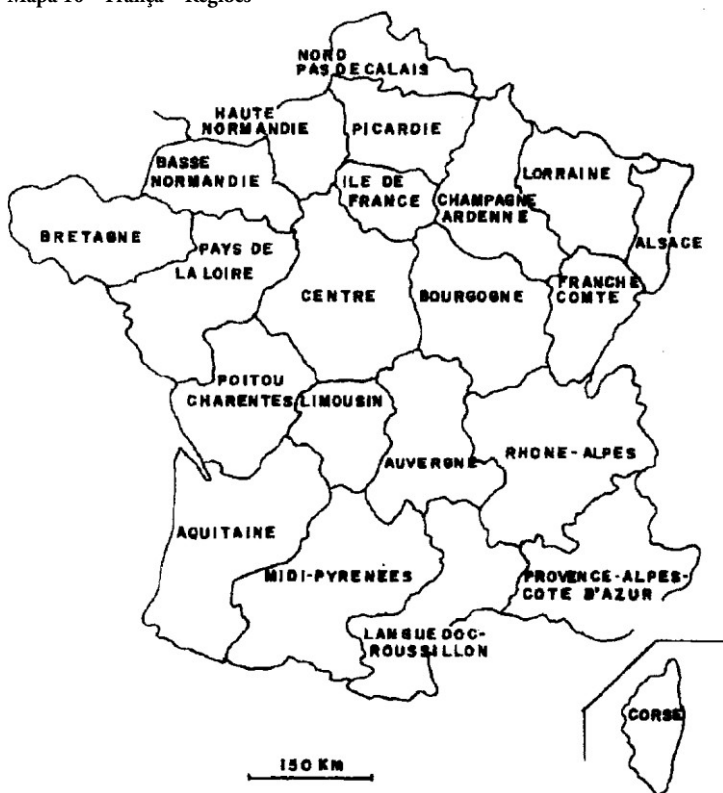 Mapa 16 – França – Regiões
NORD
PAS DE CALAIS
HAUTE
NORMANDIE
PICARDIE
BASSE
NORMANDIE
ILE DE
FRANCE
CHAMPAGNE
ARDENNE
LORRAINE
ALSACE
BRETAGNE
PAYS DE
LA LOIRE
CENTRE
BOURGOGNE
FRANCHE
COMTE
POITOU
CHARENTES
LIMOUSIN
AUVERGNE
RHONE-ALPES
AQUITAINE
MIDI-PYRENEES
PROVENCE-ALPES-
COTE D'AZUR
LANGUEDOC-
ROUSSILLON
CORSE
150 KM